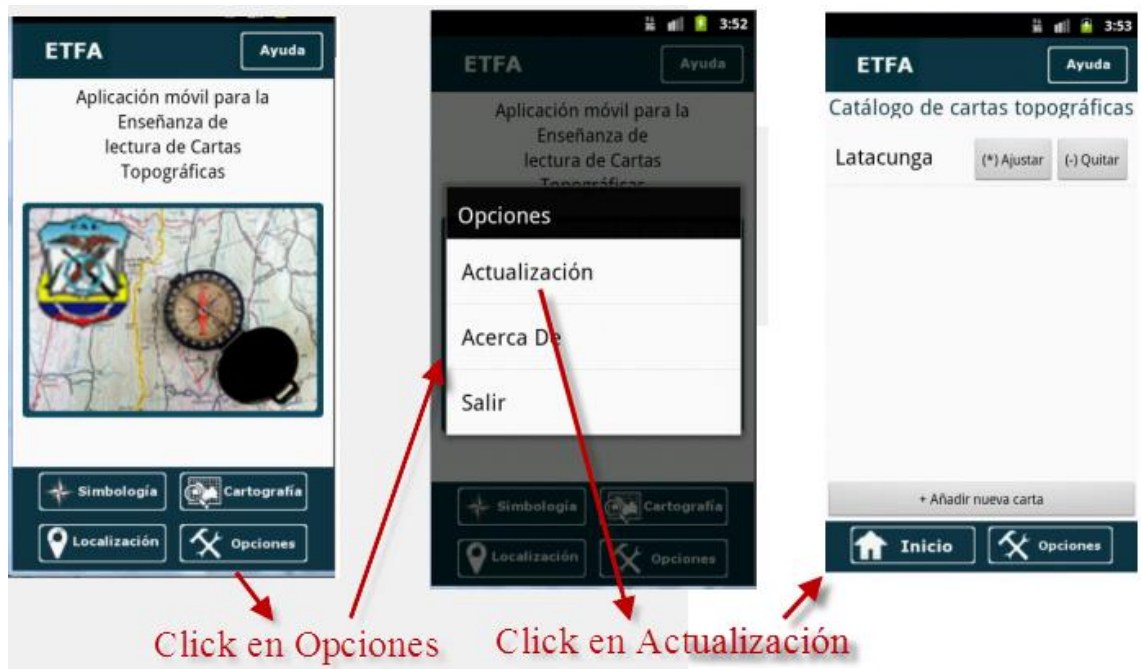 ETFA
Ayuda
Aplicación móvil para la
Enseñanza de
lectura de Cartas
Topográficas
Simbología
Cartografía
Localización
Opciones
3:52
ETFA
Ayuda
Aplicación móvil para la
Enseñanza de
lectura de Cartas
Topográficas
Opciones
Actualización
Acerca De
Salir
Simbología
Cartografía
Localización
Opciones
3:53
ETFA
Ayuda
Catálogo de cartas topográficas
Latacunga
(*) Ajustar
(-) Quitar
+ Añadir nueva carta
Inicio
Opciones
Click en Opciones
Click en Actualización